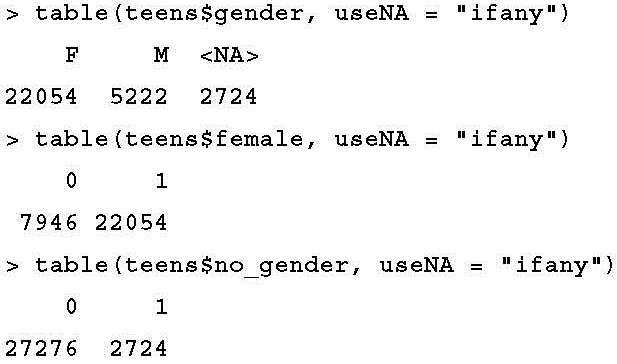 > table(teens$gender, useNA = "ifany")
F M <NA>
22054 5222 2724
> table(teens$female, useNA = "ifany")
0 1
7946 22054
> table(teens$no_gender, useNA = "ifany")
0 1
27276 2724